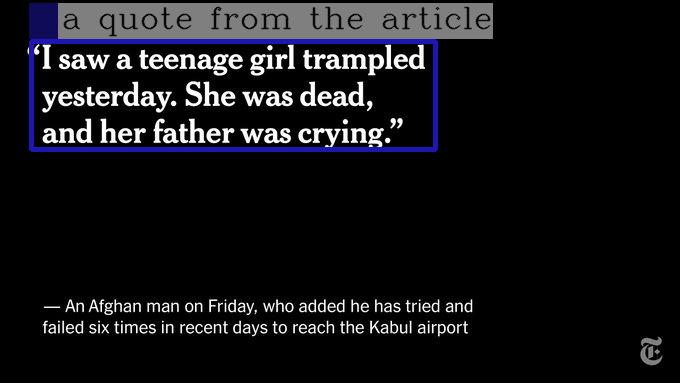 a quote from the article
“I saw a teenage girl trampled
yesterday. She was dead,
and her father was crying.”
— An Afghan man on Friday, who added he has tried and
failed six times in recent days to reach the Kabul airport
T